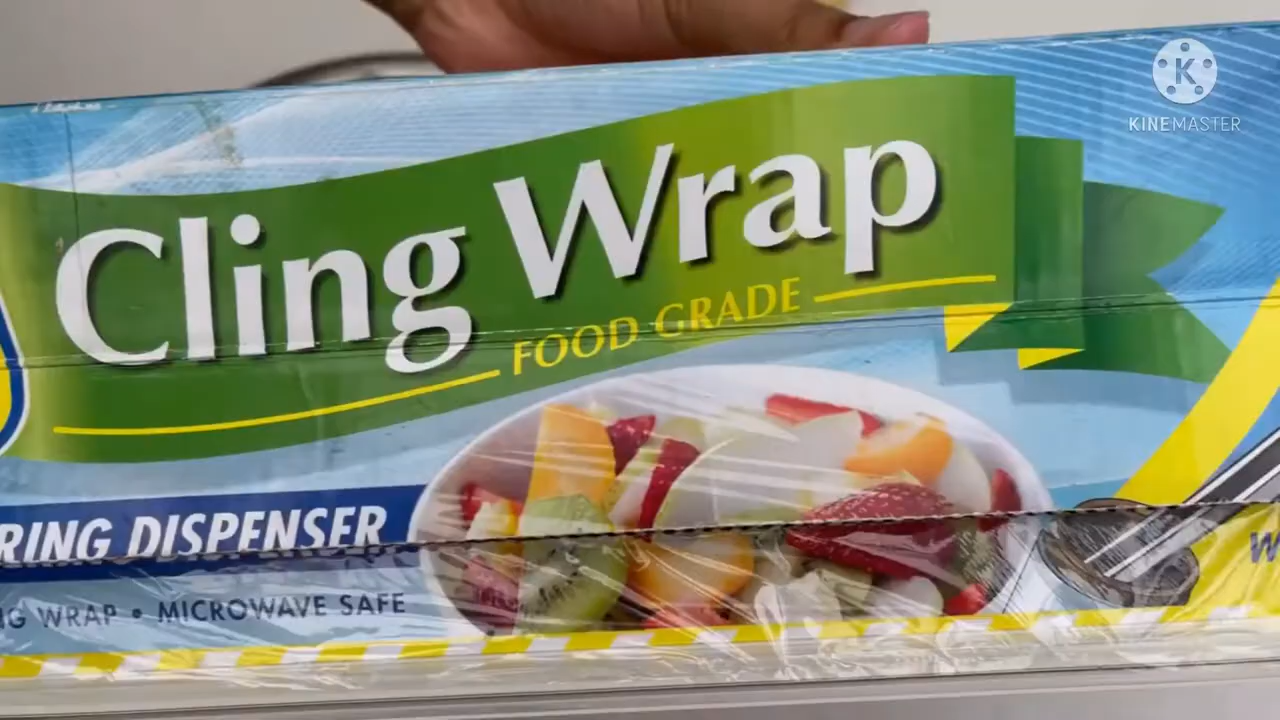 KINEMASTER
Cling Wrap
FOOD GRADE
RING DISPENSER
WRAP • MICROWAVE SAFE